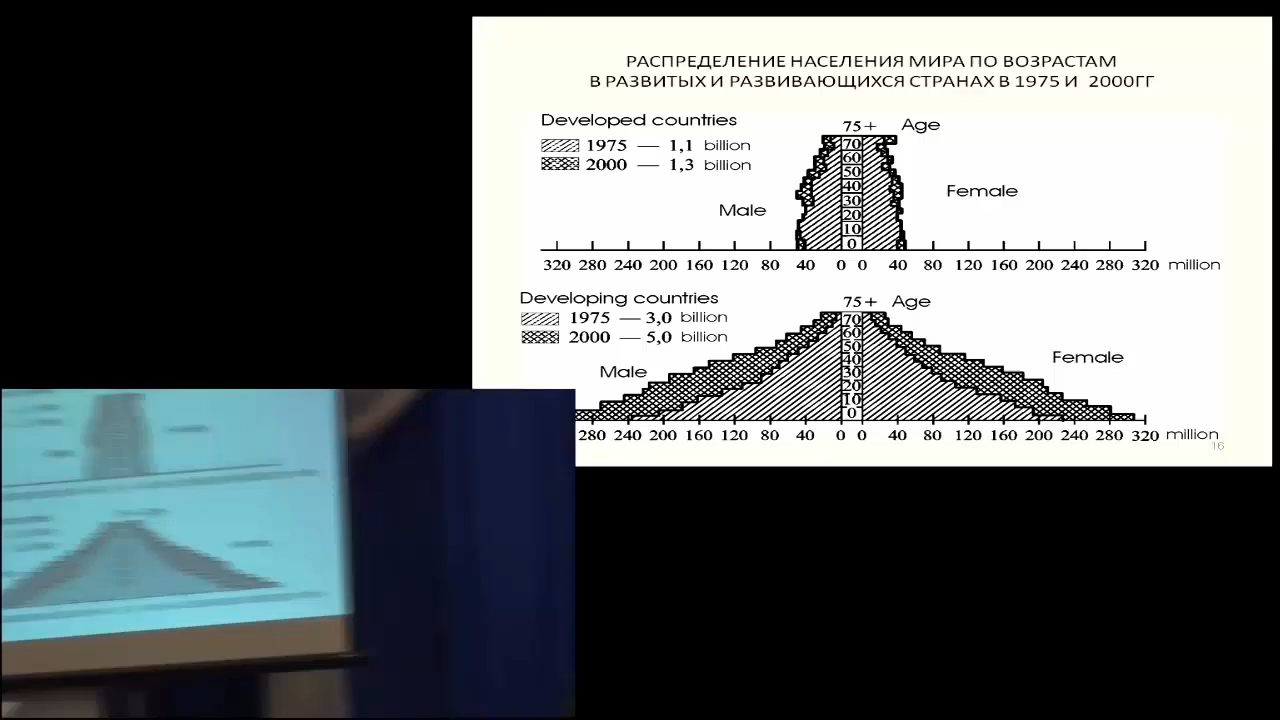 РАСПРЕДЕЛЕНИЕ НАСЕЛЕНИЯ МИРА ПО ВОЗРАСТАМ
В РАЗВИТЫХ И РАЗВИВАЮЩИХСЯ СТРАНАХ В 1975 И 2000ГГ
Developed countries
1975 — 1,1 billion
2000 — 1,3 billion
75+ Age
70
60
50
40
30
20
10
0
Male
Female
320 280 240 200 160 120 80 40 0 0 40 80 120 160 200 240 280 320 million
Developing countries
1975 — 3,0 billion
2000 — 5,0 billion
75+ Age
70
60
50
40
30
20
10
0
Male
Female
280 240 200 160 120 80 40 0 0 40 80 120 160 200 240 280 320 million
16